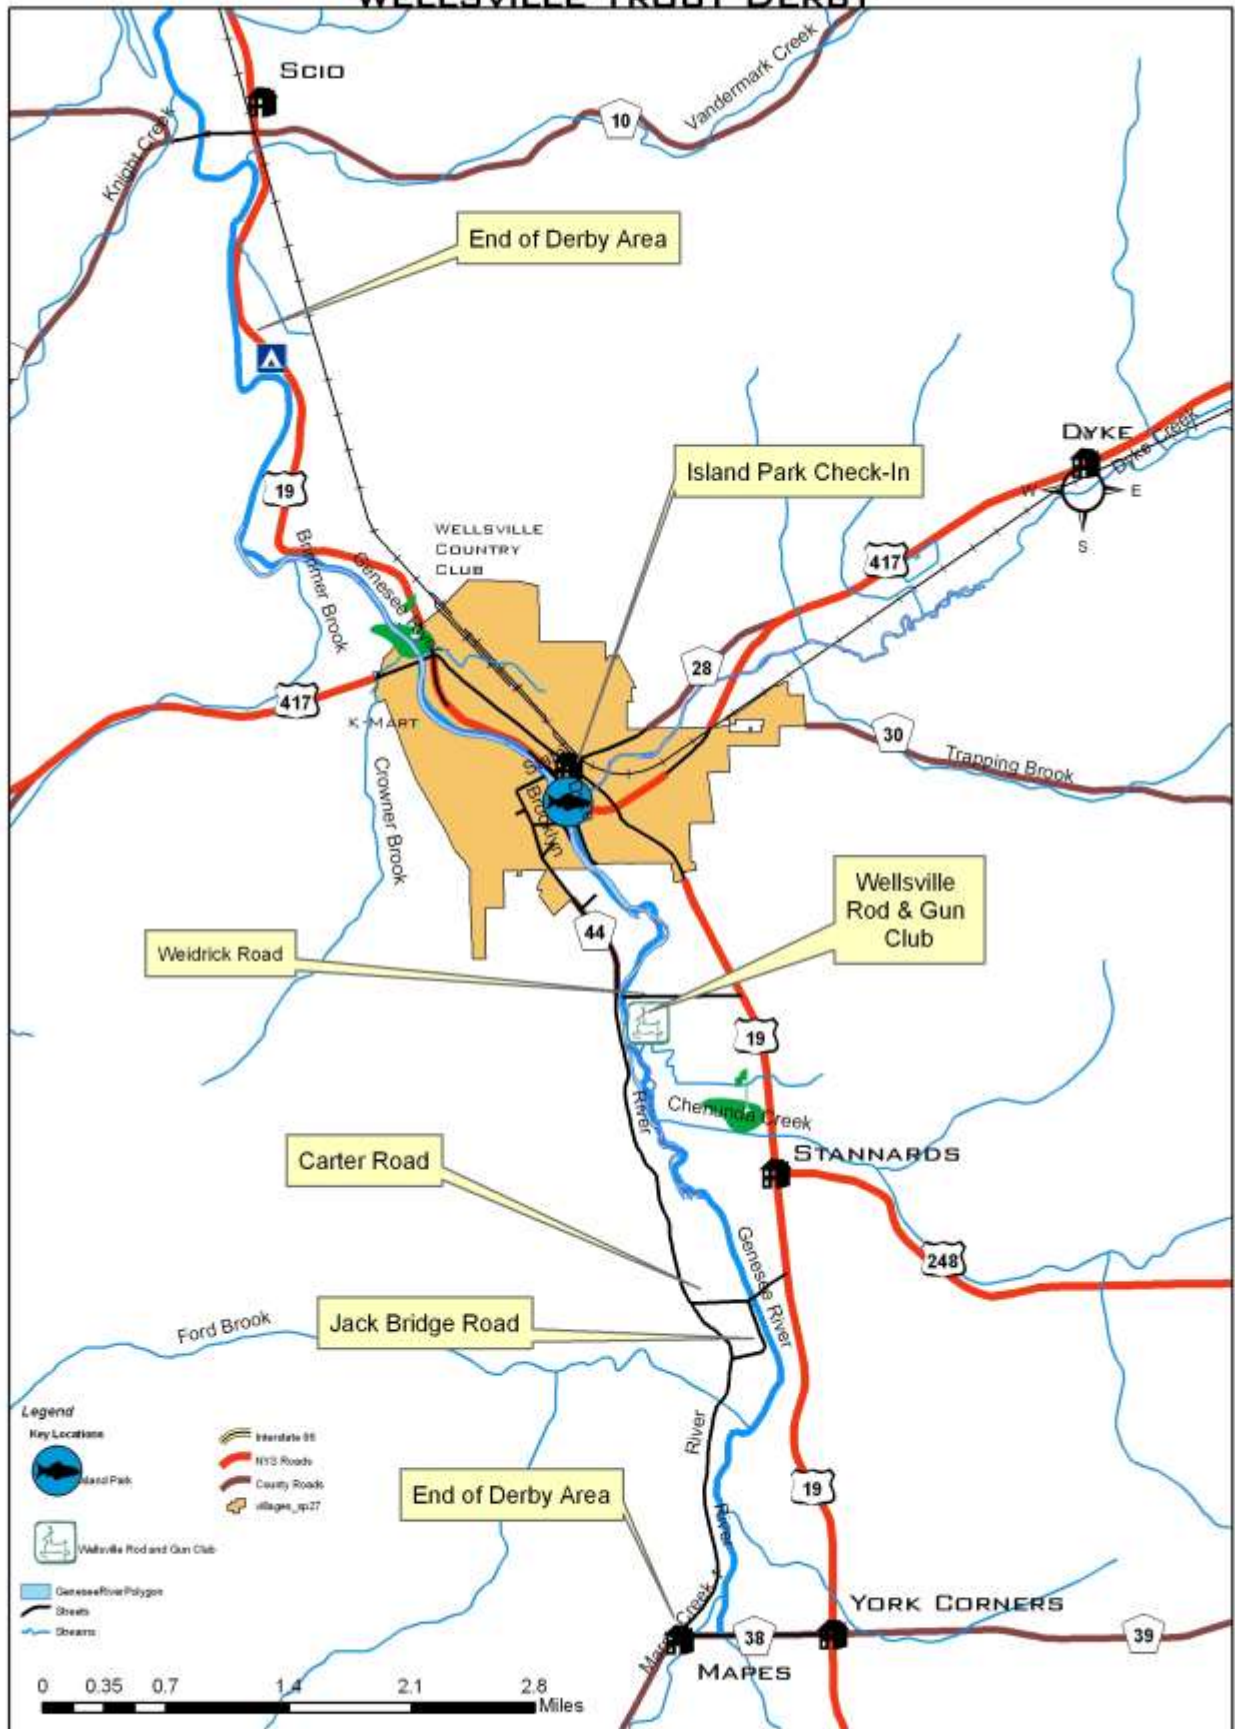 WELLSVILLE TROUT DERBY
SCIO
10
Vandermark Creek
Knight Creek
End of Derby Area
DYKE
Dyke Creek
W
E
S
Island Park Check-In
19
WELLSVILLE
COUNTRY
CLUB
417
Brimmer Brook
Genesee
28
417
K-MART
30
Trapping Brook
Crowner Brook
S Brooklyn
Wellsville
Rod & Gun
Club
44
Weidrick Road
19
River
Chenunda Creek
STANNARDS
Carter Road
248
Genesee River
Jack Bridge Road
Ford Brook
River
19
End of Derby Area
River
YORK CORNERS
38
39
MAPES
Legend
Key Locations
Island Park
Wellsville Rod and Gun Club
GeneseeRiverPolygon
Streets
Streams
Interstate 86
NYS Roads
County Roads
villages_sp27
0 0.35 0.7 1.4 2.1 2.8
Miles